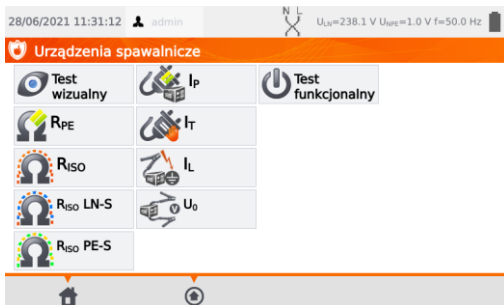 28/06/2021 11:31:12 admin
N L
ULN=238.1 V UNPE=1.0 V f=50.0 Hz
Urządzenia spawalnicze
Test wizualny
IP
Test funkcjonalny
RPE
IT
RISO
IL
RISO LN-S
V
U0
RISO PE-S